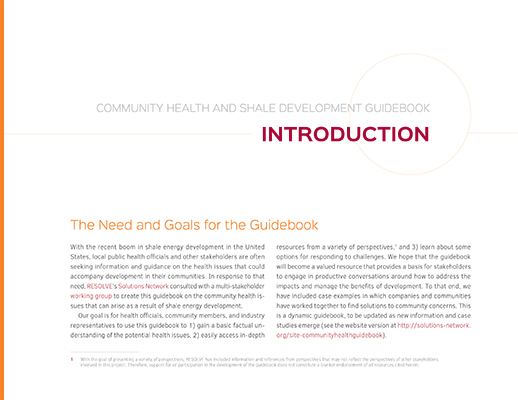 COMMUNITY HEALTH AND SHALE DEVELOPMENT GUIDEBOOK
INTRODUCTION
The Need and Goals for the Guidebook
With the recent boom in shale energy development in the United
States, local public health officials and other stakeholders are often
seeking information and guidance on the health issues that could
accompany development in their communities. In response to that
need, RESOLVE's Solutions Network consulted with a multi-stakeholder
working group to create this guidebook on the community health is-
sues that can arise as a result of shale energy development.
Our goal is for health officials, community members, and industry
representatives to use this guidebook to 1) gain a basic factual un-
derstanding of the potential health issues, 2) easily access in-depth
resources from a variety of perspectives,¹ and 3) learn about some
options for responding to challenges. We hope that the guidebook
will become a valued resource that provides a basis for stakeholders
to engage in productive conversations around how to address the
impacts and manage the benefits of development. To that end, we
have included case examples in which companies and communities
have worked together to find solutions to community concerns. This
is a dynamic guidebook, to be updated as new information and case
studies emerge (see the website version at http://solutions-network.
org/site-communityhealthguidebook).
1 With the goal of presenting a variety of perspectives, RESOLVE has included information and references from perspectives that may not reflect the perspectives of other stakeholders
involved in this project. Therefore, support for or participation in the development of the guidebook does not constitute a blanket endorsement of all resources cited herein.